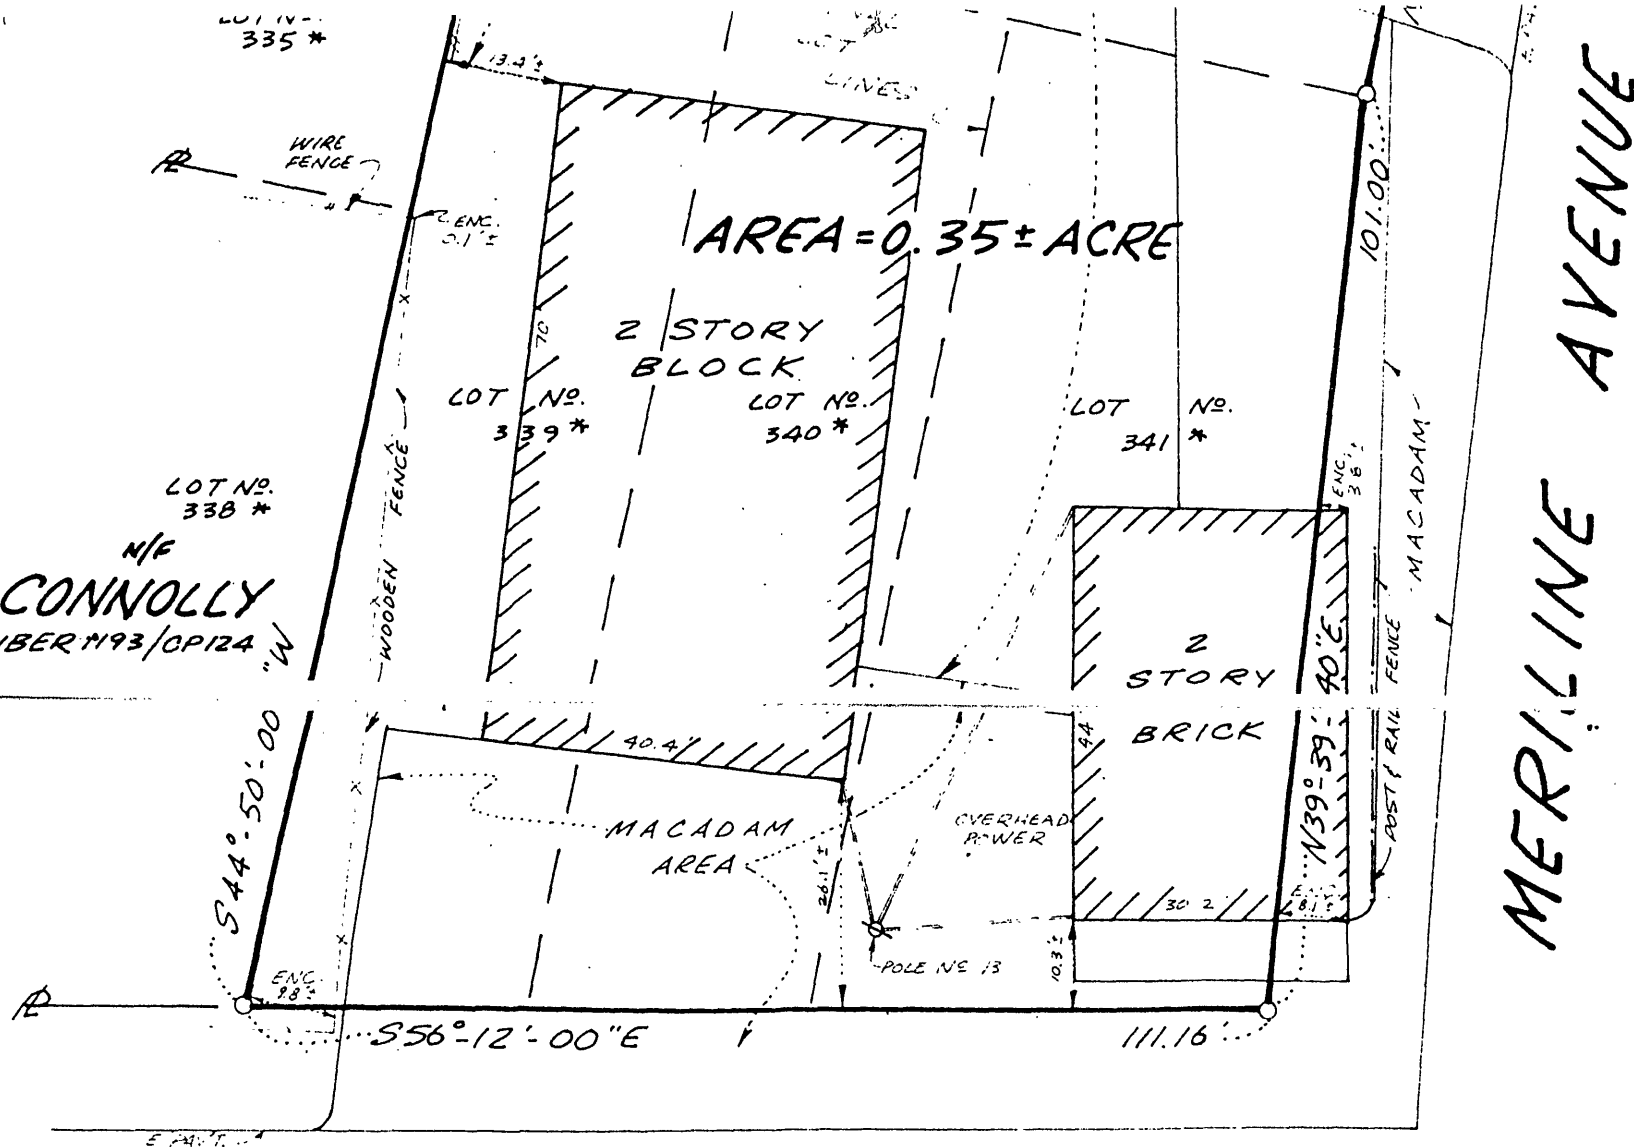 335 *
13.4'±
LOT
LINES
WIRE
FENCE
ENC.
0.1'±
AREA = 0.35 ± ACRE
101.00'
2 STORY
BLOCK
70
LOT Nº.
339 *
LOT Nº.
340 *
LOT Nº.
341 *
LOT Nº.
338 *
N/F
CONNOLLY
WOODEN FENCE
ENC.
3.8'±
MACADAM
MERILINE AVENUE
S44°-50'-00"W
N39°-39'-40"E
2
STORY
BRICK
44
POST & RAIL FENCE
40.4'
MACADAM
AREA
OVERHEAD
POWER
26.1'±
30.2
ENC.
8.1'±
10.3'±
POLE Nº 13
ENC.
9.8'±
S56°-12'-00"E
111.16'